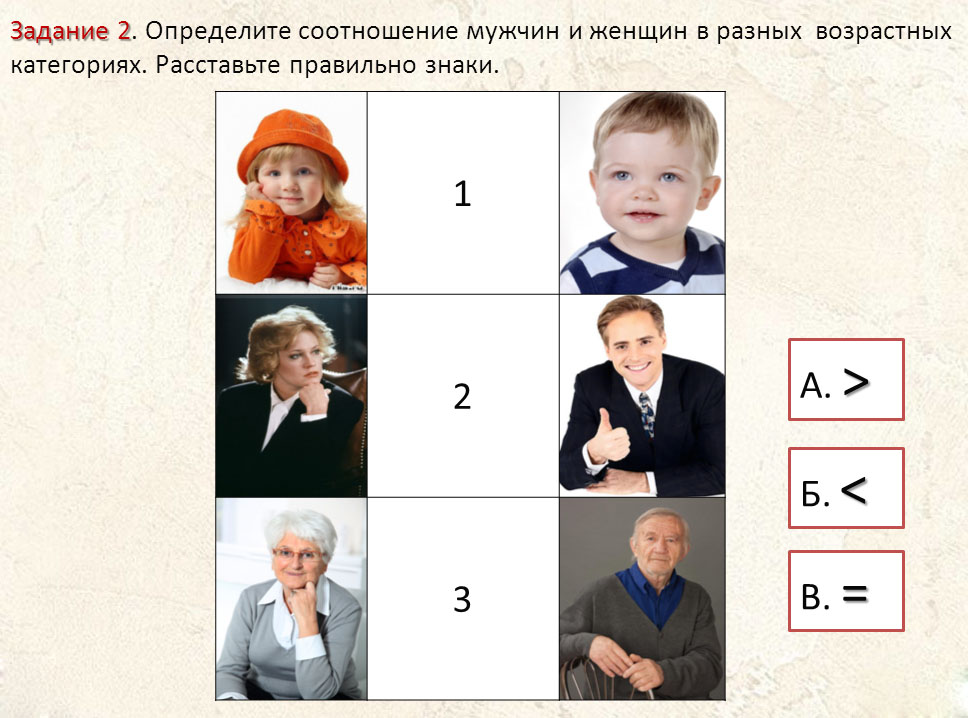 Задание 2. Определите соотношение мужчин и женщин в разных возрастных
категориях. Расставьте правильно знаки.
1
2
3
А. >
Б. <
В. =